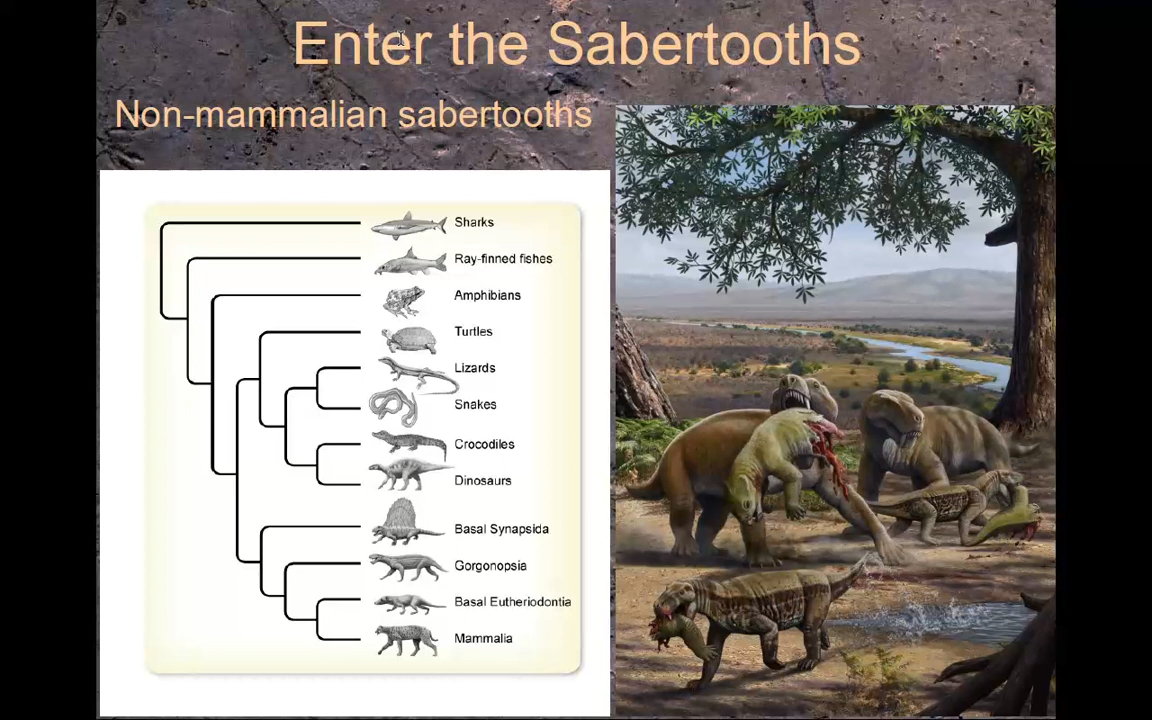 Enter the Sabertooths
Non-mammalian sabertooths
Sharks
Ray-finned fishes
Amphibians
Turtles
Lizards
Snakes
Crocodiles
Dinosaurs
Basal Synapsida
Gorgonopsia
Basal Eutheriodontia
Mammalia